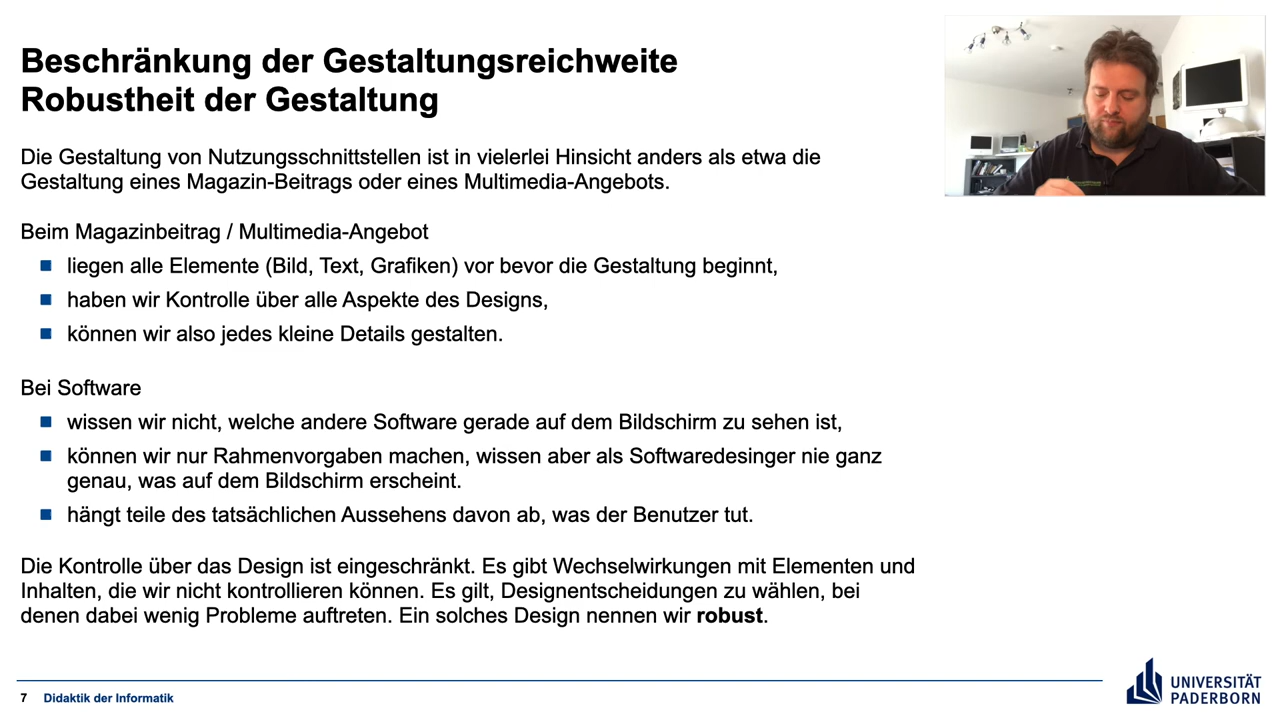 Beschränkung der Gestaltungsreichweite
Robustheit der Gestaltung
Die Gestaltung von Nutzungsschnittstellen ist in vielerlei Hinsicht anders als etwa die
Gestaltung eines Magazin-Beitrags oder eines Multimedia-Angebots.
Beim Magazinbeitrag / Multimedia-Angebot
liegen alle Elemente (Bild, Text, Grafiken) vor bevor die Gestaltung beginnt,
haben wir Kontrolle über alle Aspekte des Designs,
können wir also jedes kleine Details gestalten.
Bei Software
wissen wir nicht, welche andere Software gerade auf dem Bildschirm zu sehen ist,
können wir nur Rahmenvorgaben machen, wissen aber als Softwaredesinger nie ganz
genau, was auf dem Bildschirm erscheint.
hängt teile des tatsächlichen Aussehens davon ab, was der Benutzer tut.
Die Kontrolle über das Design ist eingeschränkt. Es gibt Wechselwirkungen mit Elementen und
Inhalten, die wir nicht kontrollieren können. Es gilt, Designentscheidungen zu wählen, bei
denen dabei wenig Probleme auftreten. Ein solches Design nennen wir robust.
7 Didaktik der Informatik
UNIVERSITÄT
PADERBORN